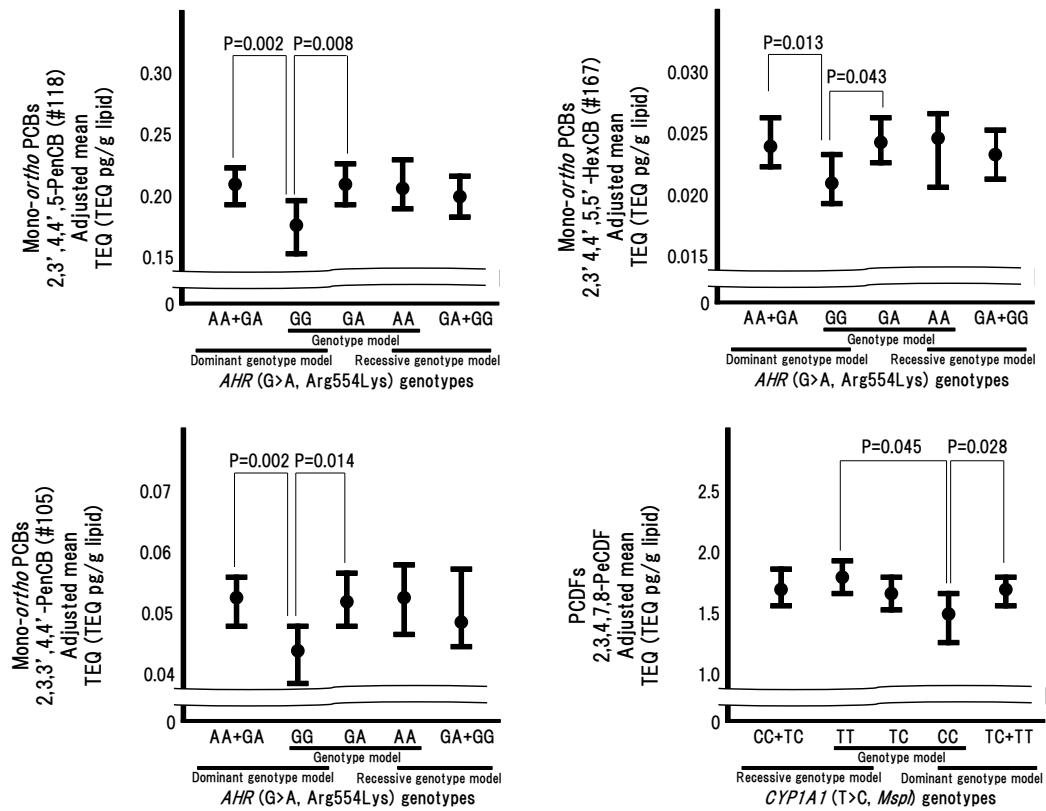 P=0.002 P=0.008
Mono-ortho PCBs
2,3',4,4',5-PenCB (#118)
Adjusted mean
TEQ (TEQ pg/g lipid)
0.30
0.25
0.20
0.15
0
AA+GA GG GA AA GA+GG
Genotype model
Dominant genotype model Recessive genotype model
AHR (G>A, Arg554Lys) genotypes
P=0.013
P=0.043
Mono-ortho PCBs
2,3' 4,4',5,5'-HexCB (#167)
Adjusted mean
TEQ (TEQ pg/g lipid)
0.030
0.025
0.020
0.015
0
AA+GA GG GA AA GA+GG
Genotype model
Dominant genotype model Recessive genotype model
AHR (G>A, Arg554Lys) genotypes
P=0.002 P=0.014
Mono-ortho PCBs
2,3,3',4,4'-PenCB (#105)
Adjusted mean
TEQ (TEQ pg/g lipid)
0.07
0.06
0.05
0.04
0
AA+GA GG GA AA GA+GG
Genotype model
Dominant genotype model Recessive genotype model
AHR (G>A, Arg554Lys) genotypes
P=0.045 P=0.028
PCDFs
2,3,4,7,8-PeCDF
Adjusted mean
TEQ (TEQ pg/g lipid)
2.5
2.0
1.5
1.0
0
CC+TC TT TC CC TC+TT
Genotype model
Recessive genotype model Dominant genotype model
CYP1A1 (T>C, MspI) genotypes